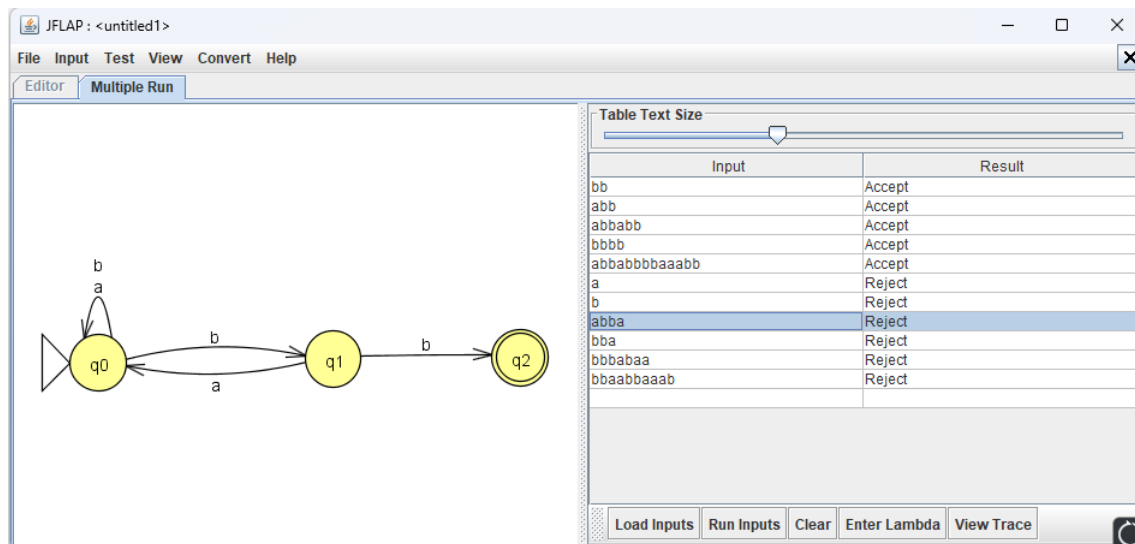 JFLAP : <untitled1>
File Input Test View Convert Help
Editor Multiple Run
Table Text Size
Input Result
bb Accept
abb Accept
abbabb Accept
bbbb Accept
abbabbbbaaabb Accept
a Reject
b Reject
abba Reject
bba Reject
bbbabaa Reject
bbaabbaaab Reject
b
a
b
b
q0
q1
q2
a
Load Inputs Run Inputs Clear Enter Lambda View Trace